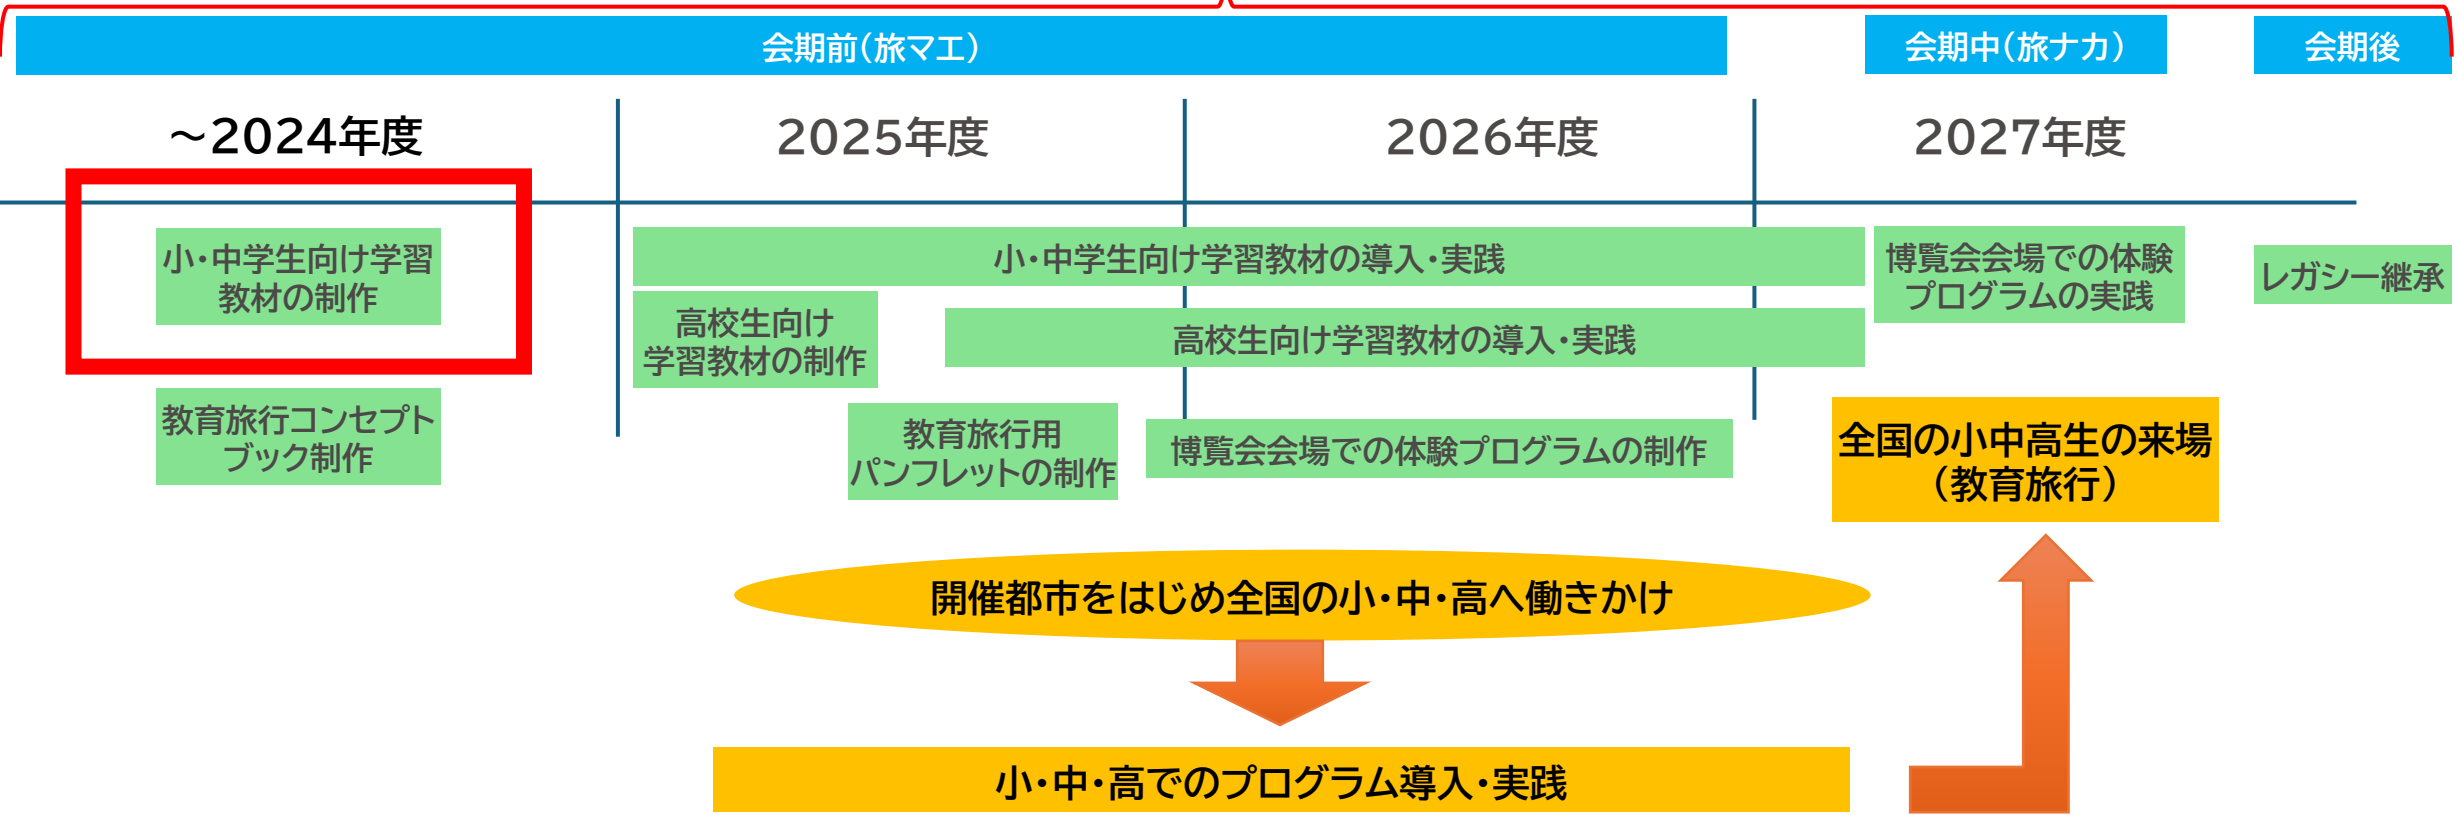 会期前(旅マエ)
会期中(旅ナカ)
会期後
～2024年度
2025年度
2026年度
2027年度
小・中学生向け学習
教材の制作
小・中学生向け学習教材の導入・実践
博覧会会場での体験
プログラムの実践
レガシー継承
高校生向け
学習教材の制作
高校生向け学習教材の導入・実践
教育旅行コンセプト
ブック制作
教育旅行用
パンフレットの制作
博覧会会場での体験プログラムの制作
全国の小中高生の来場
(教育旅行)
開催都市をはじめ全国の小・中・高へ働きかけ
小・中・高でのプログラム導入・実践